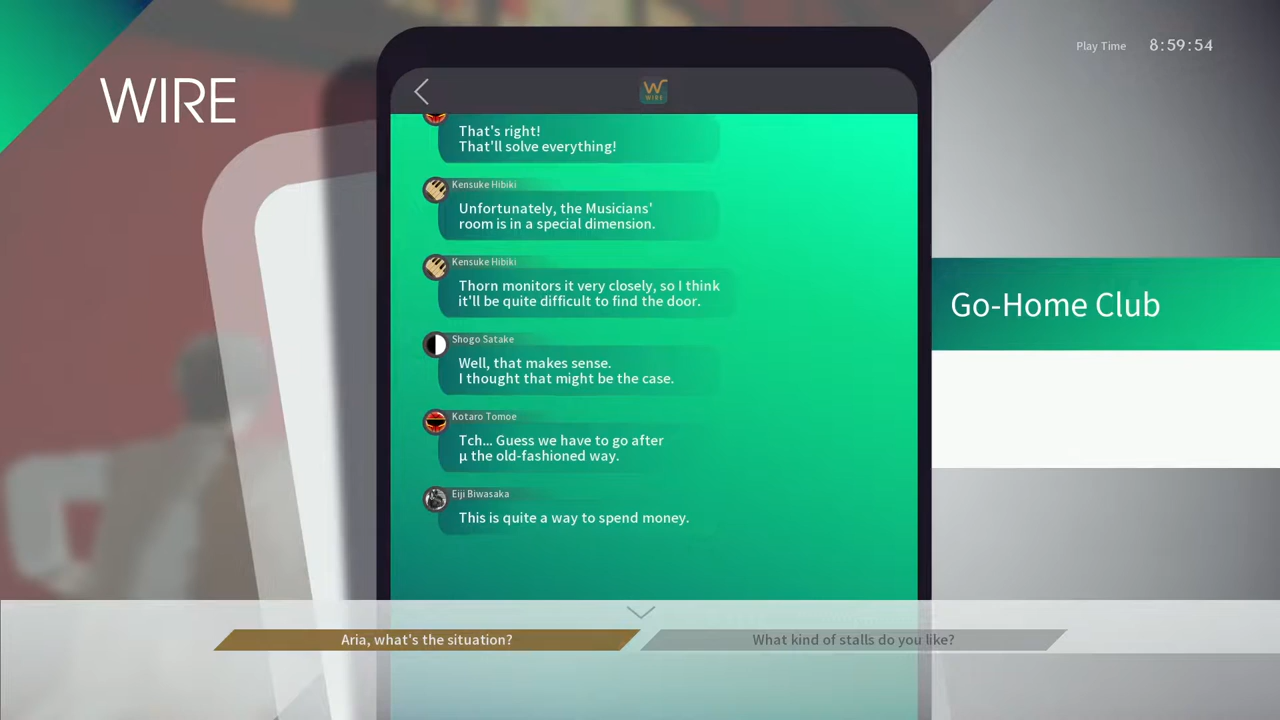 Play Time 8:59:54
WIRE
W
WIRE
That's right!
That'll solve everything!
Kensuke Hibiki
Unfortunately, the Musicians'
room is in a special dimension.
Kensuke Hibiki
Thorn monitors it very closely, so I think
it'll be quite difficult to find the door.
Shogo Satake
Well, that makes sense.
I thought that might be the case.
Kotaro Tomoe
Tch... Guess we have to go after
μ the old-fashioned way.
Eiji Biwasaka
This is quite a way to spend money.
Go-Home Club
Aria, what's the situation?
What kind of stalls do you like?